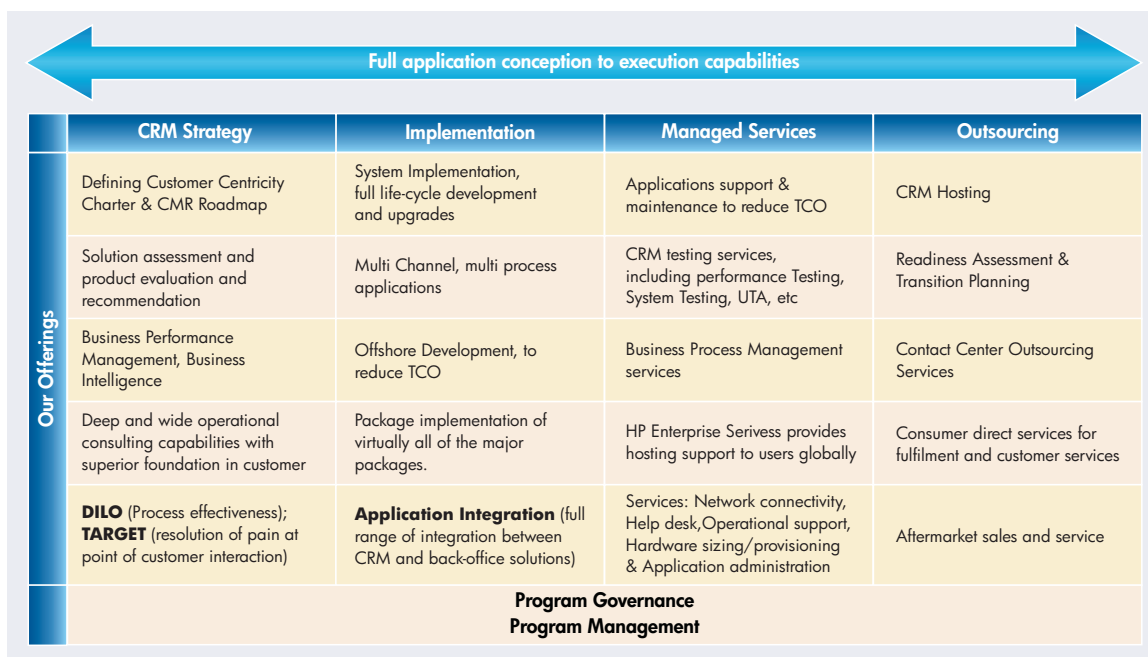 Full application conception to execution capabilities
CRM Strategy
Implementation
Managed Services
Outsourcing
Our Offerings
Defining Customer Centricity
Charter & CMR Roadmap
System Implementation,
full life-cycle development
and upgrades
Applications support &
maintenance to reduce TCO
CRM Hosting
Solution assessment and
product evaluation and
recommendation
Multi Channel, multi process
applications
CRM testing services,
including performance Testing,
System Testing, UTA, etc
Readiness Assessment &
Transition Planning
Business Performance
Management, Business
Intelligence
Offshore Development, to
reduce TCO
Business Process Management
services
Contact Center Outsourcing
Services
Deep and wide operational
consulting capabilities with
superior foundation in customer
Package implementation of
virtually all of the major
packages.
HP Enterprise Serivess provides
hosting support to users globally
Consumer direct services for
fulfilment and customer services
DILO (Process effectiveness);
TARGET (resolution of pain at
point of customer interaction)
Application Integration (full
range of integration between
CRM and back-office solutions)
Services: Network connectivity,
Help desk,Operational support,
Hardware sizing/provisioning
& Application administration
Aftermarket sales and service
Program Governance
Program Management